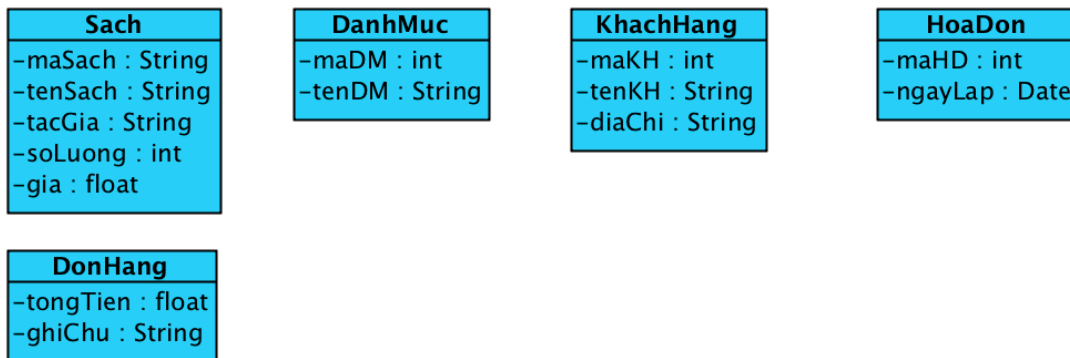 Sach
-maSach : String
-tenSach : String
-tacGia : String
-soLuong : int
-gia : float
DanhMuc
-maDM : int
-tenDM : String
KhachHang
-maKH : int
-tenKH : String
-diaChi : String
HoaDon
-maHD : int
-ngayLap : Date
DonHang
-tongTien : float
-ghiChu : String